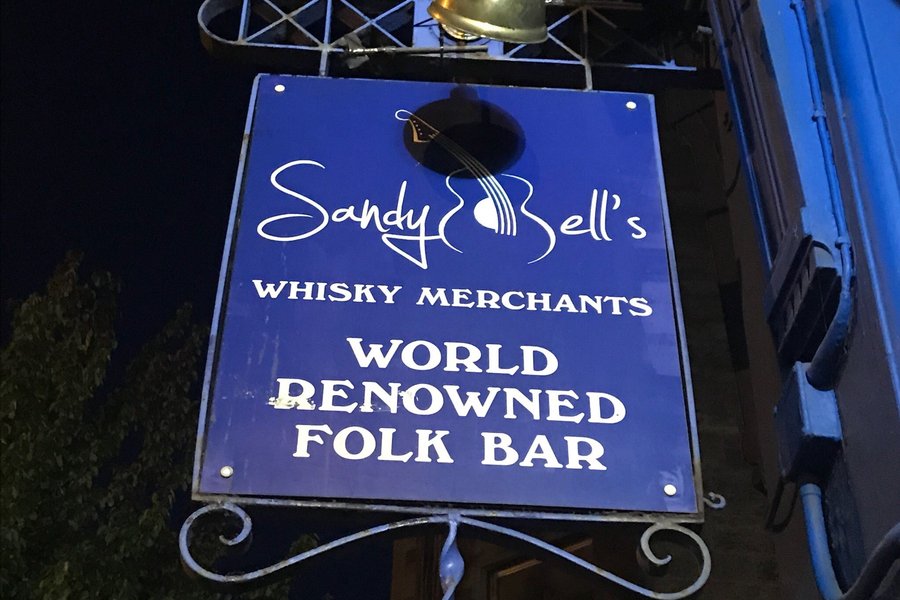 Sandy Bell's
WHISKY MERCHANTS
WORLD
RENOWNED
FOLK BAR